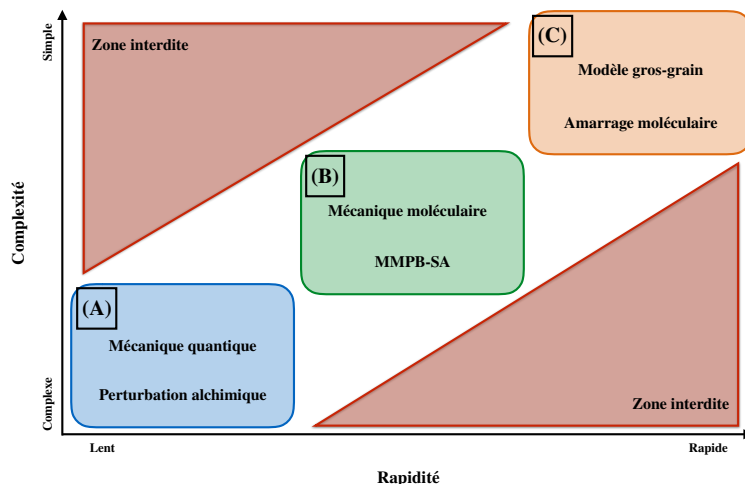 Simple
Zone interdite
(C)
Modèle gros-grain
Amarrage moléculaire
(B)
Mécanique moléculaire
MMPB-SA
Complexité
(A)
Mécanique quantique
Perturbation alchimique
Zone interdite
Complexe
Lent
Rapide
Rapidité